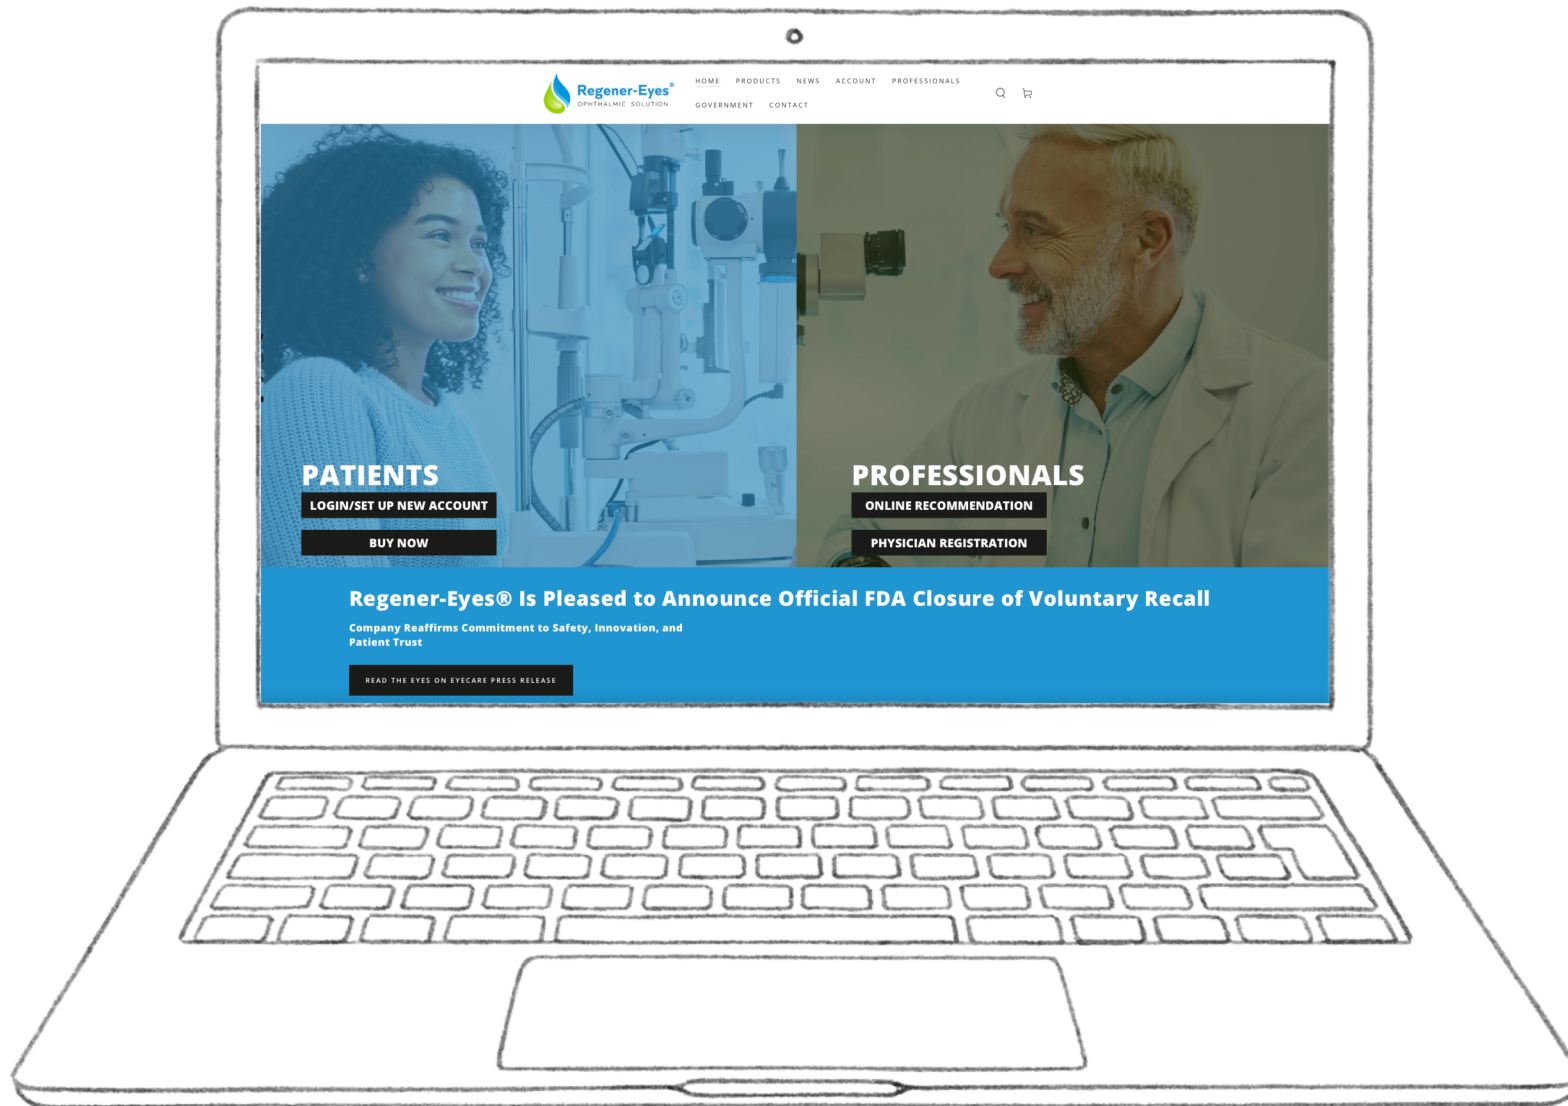 Regener-Eyes®
OPHTHALMIC SOLUTION
HOME PRODUCTS NEWS ACCOUNT PROFESSIONALS
GOVERNMENT CONTACT
PATIENTS
LOGIN/SET UP NEW ACCOUNT
BUY NOW
PROFESSIONALS
ONLINE RECOMMENDATION
PHYSICIAN REGISTRATION
Regener-Eyes® Is Pleased to Announce Official FDA Closure of Voluntary Recall
Company Reaffirms Commitment to Safety, Innovation, and
Patient Trust
READ THE EYES ON EYECARE PRESS RELEASE